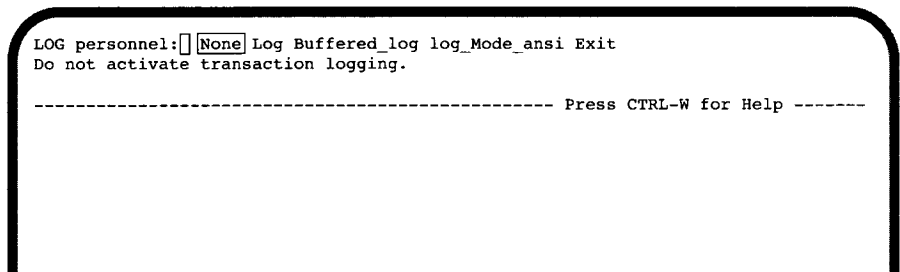 LOG personnel: None Log Buffered_log log_Mode_ansi Exit
Do not activate transaction logging.
------------------------------------------------ Press CTRL-W for Help -------